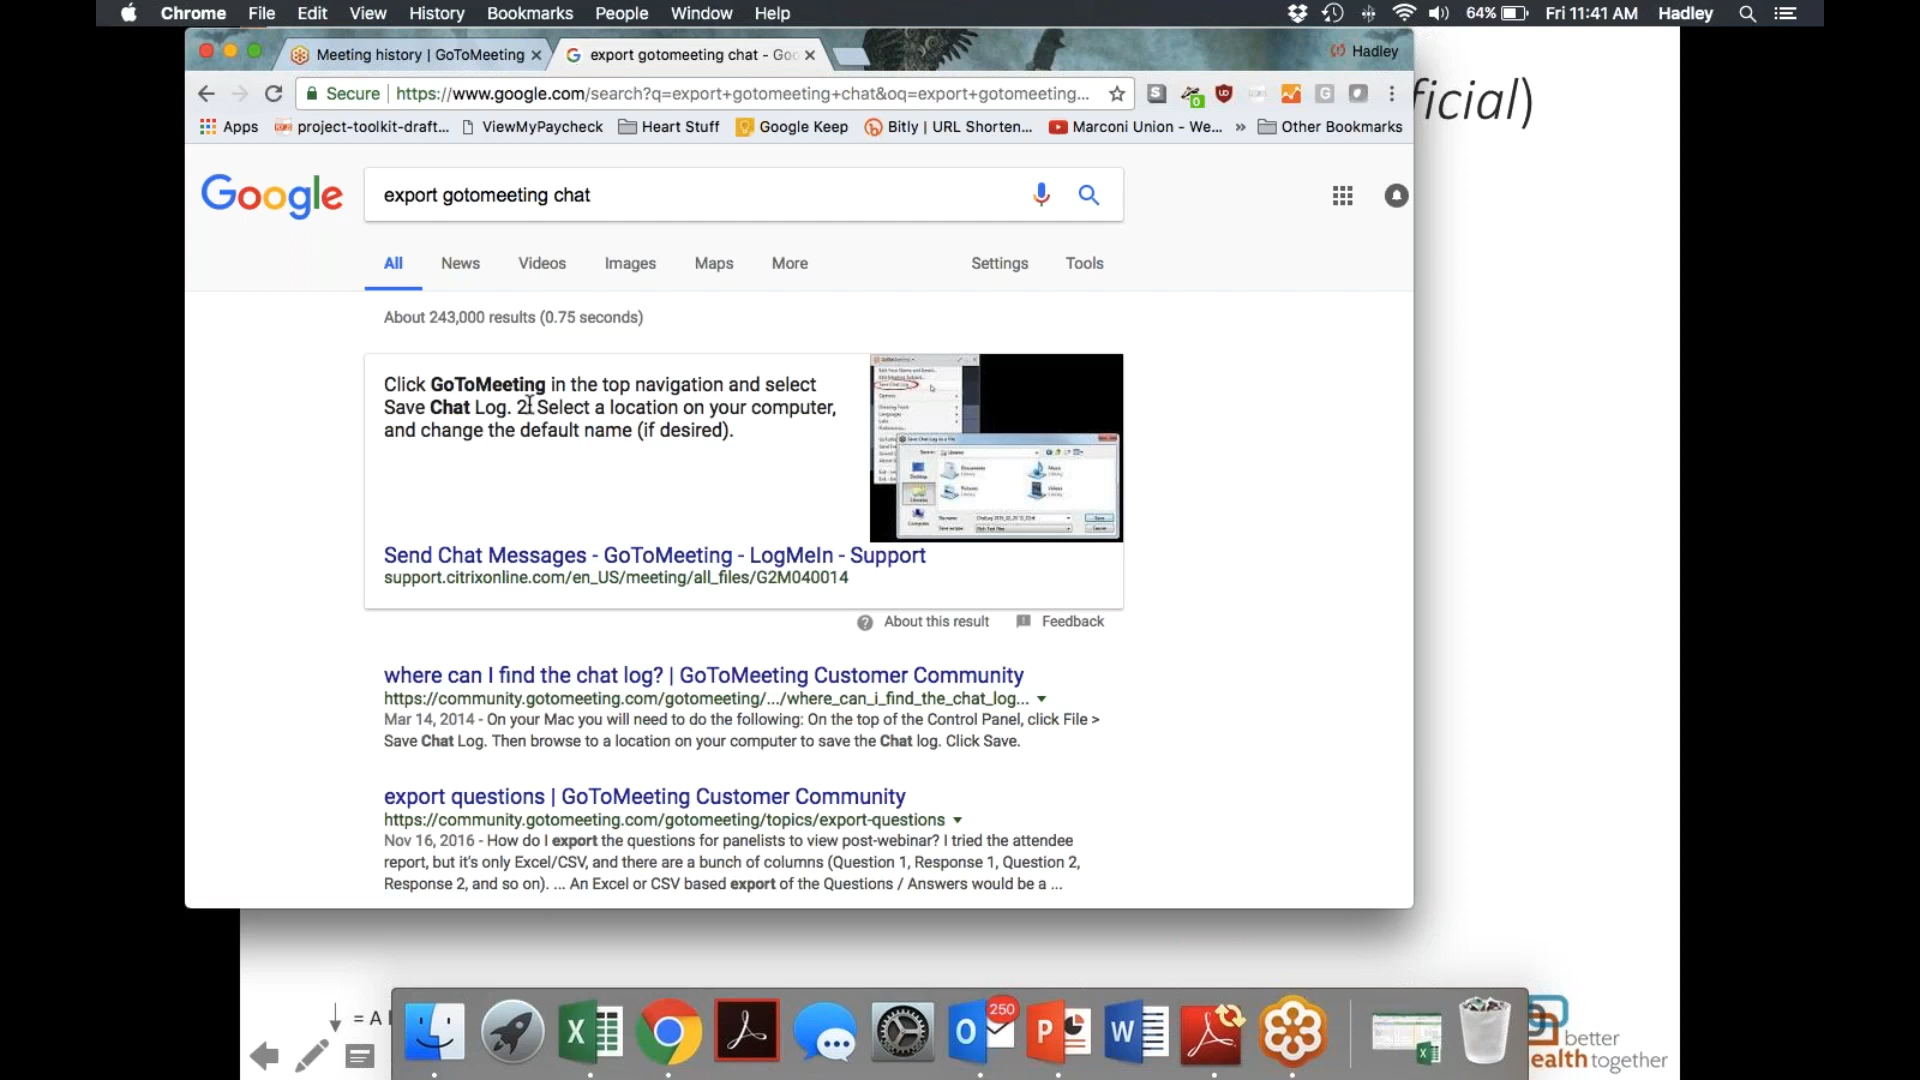 Chrome File Edit View History Bookmarks People Window Help 64% Fri 11:41 AM Hadley
Meeting history | GoToMeeting export gotomeeting chat - Goo Hadley
Secure https://www.google.com/search?q=export+gotomeeting+chat&oq=export+gotomeeting...
ficial)
Apps project-toolkit-draft... ViewMyPaycheck Heart Stuff Google Keep Bitly | URL Shorten... Marconi Union - We... » Other Bookmarks
Google export gotomeeting chat
All News Videos Images Maps More Settings Tools
About 243,000 results (0.75 seconds)
Click GoToMeeting in the top navigation and select
Save Chat Log. 2. Select a location on your computer,
and change the default name (if desired).
Send Chat Messages - GoToMeeting - LogMeIn - Support
support.citrixonline.com/en_US/meeting/all_files/G2M040014
About this result Feedback
where can I find the chat log? | GoToMeeting Customer Community
https://community.gotomeeting.com/gotomeeting/.../where_can_i_find_the_chat_log...
Mar 14, 2014 - On your Mac you will need to do the following: On the top of the Control Panel, click File >
Save Chat Log. Then browse to a location on your computer to save the Chat log. Click Save.
export questions | GoToMeeting Customer Community
https://community.gotomeeting.com/gotomeeting/topics/export-questions
Nov 16, 2016 - How do I export the questions for panelists to view post-webinar? I tried the attendee
report, but it's only Excel/CSV, and there are a bunch of columns (Question 1, Response 1, Question 2,
Response 2, and so on). ... An Excel or CSV based export of the Questions / Answers would be a ...
= A
250
better
ealth together